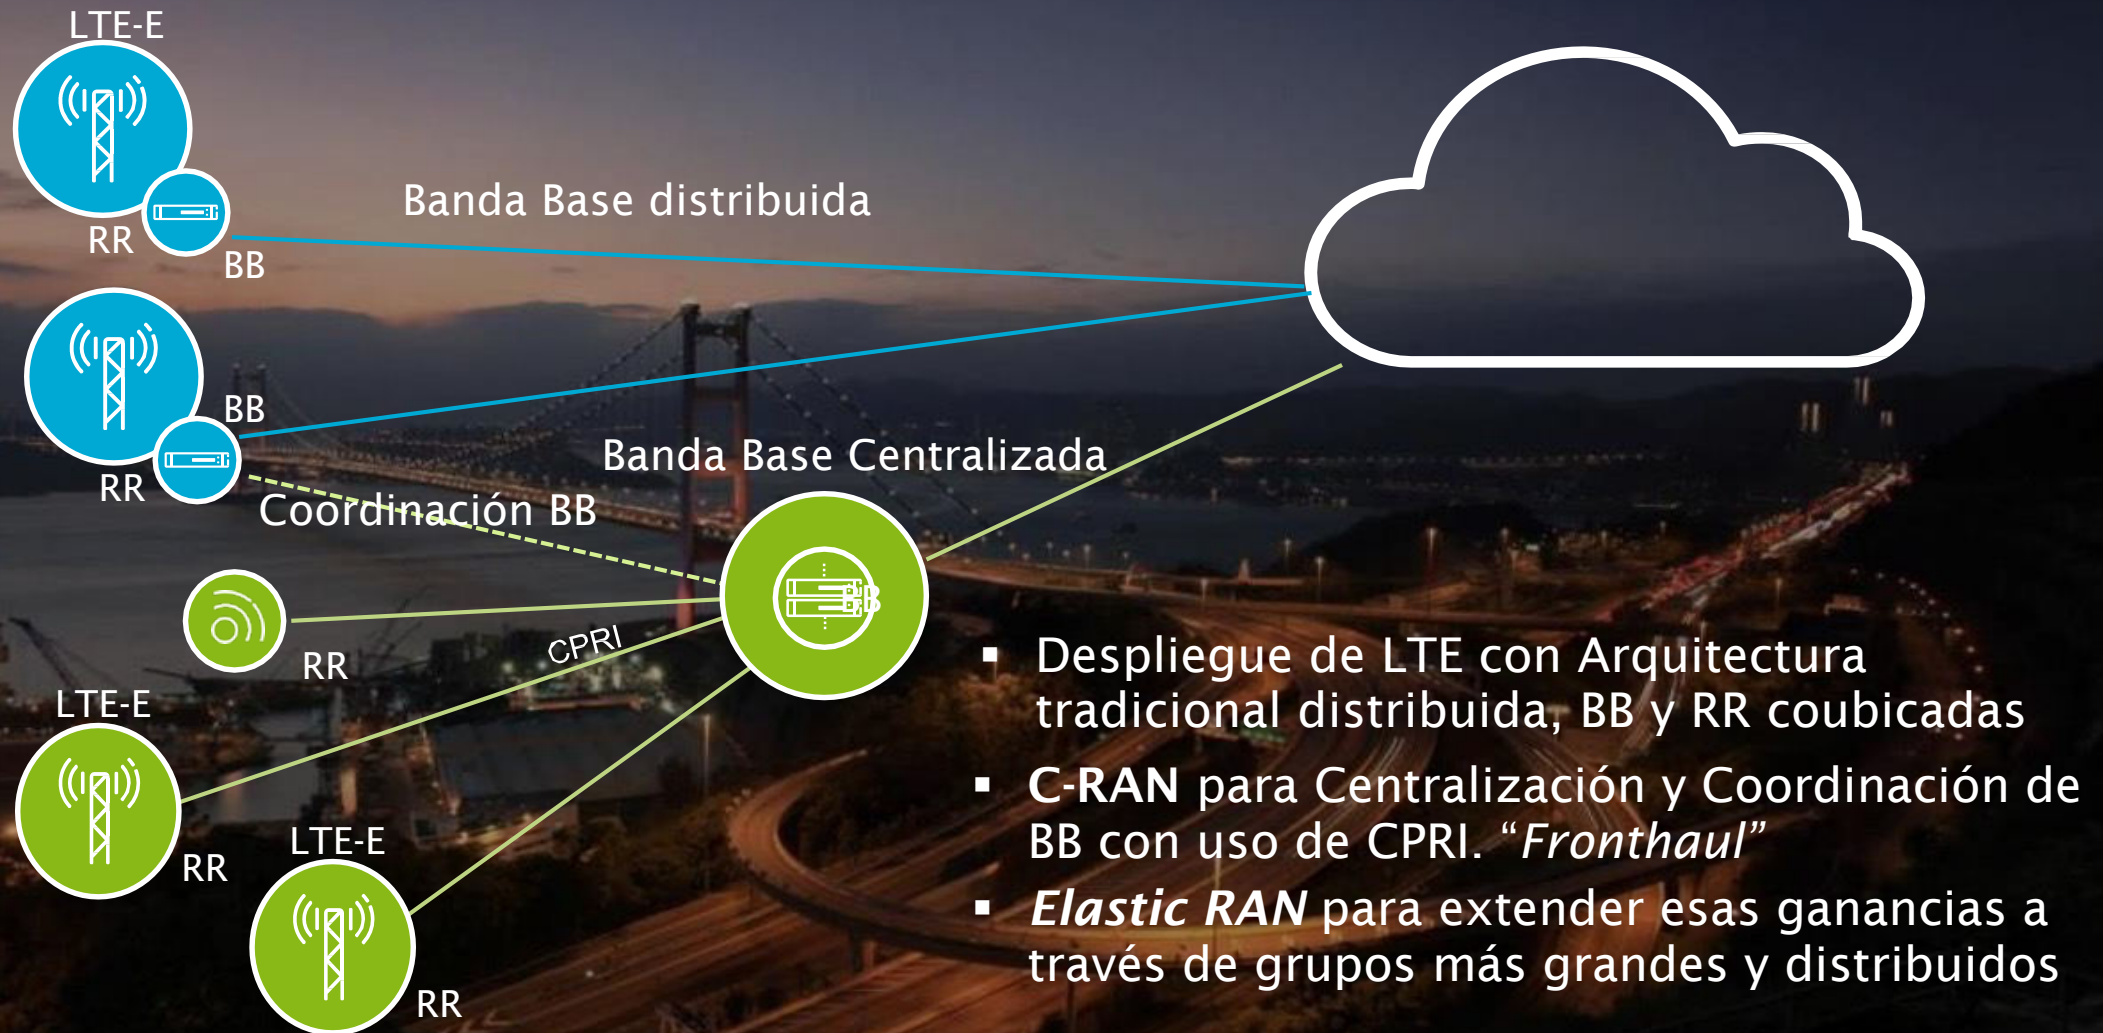 LTE-E
RR
BB
Banda Base distribuida
BB
RR
Coordinación BB
Banda Base Centralizada
BB
RR
CPRI
LTE-E
RR
LTE-E
RR
▪ Despliegue de LTE con Arquitectura
tradicional distribuida, BB y RR coubicadas
▪ C-RAN para Centralización y Coordinación de
BB con uso de CPRI. “Fronthaul”
▪ Elastic RAN para extender esas ganancias a
través de grupos más grandes y distribuidos